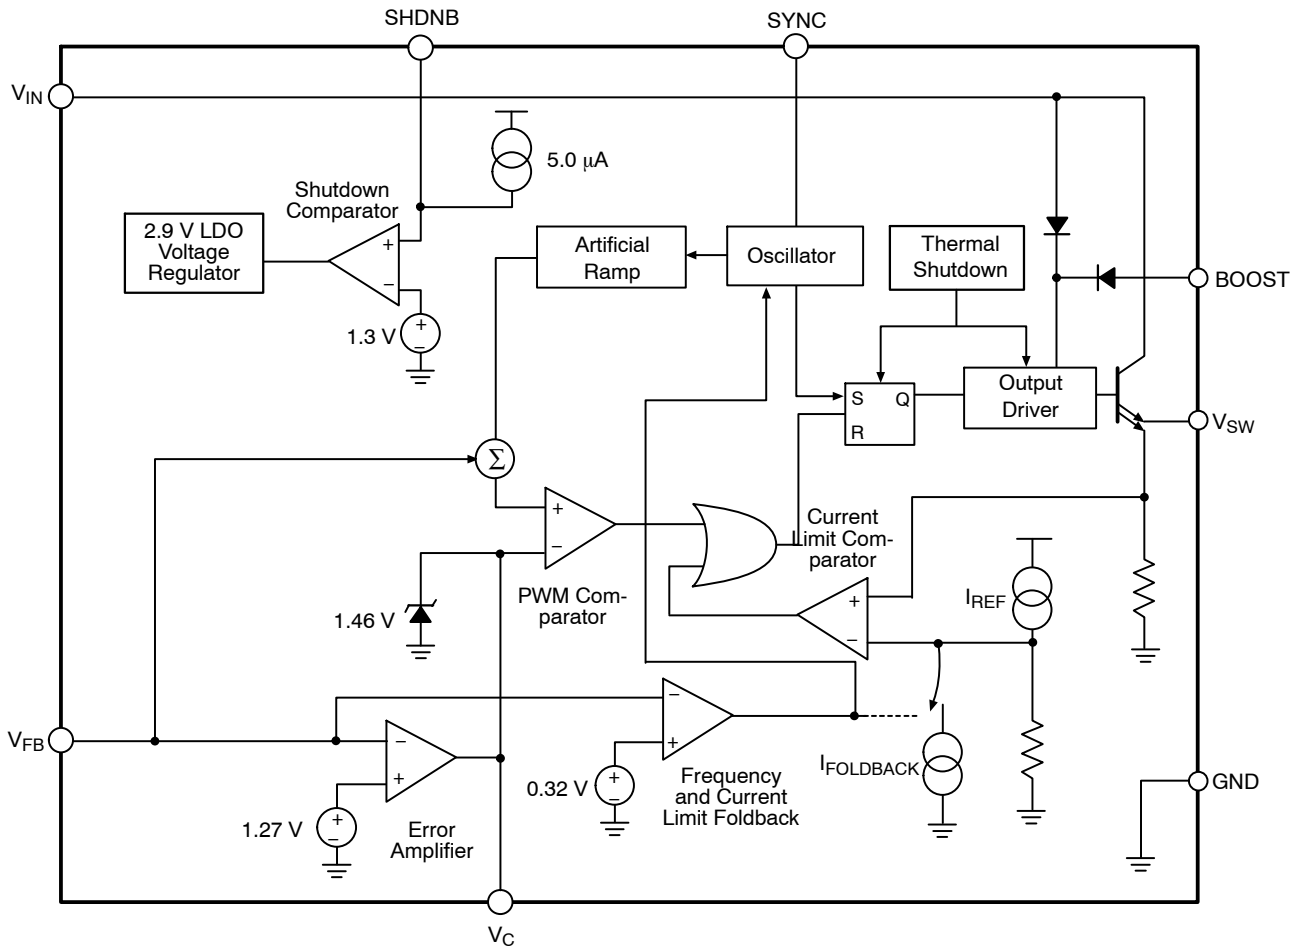 SHDNB
SYNC
VIN
5.0 μA
Shutdown
Comparator
2.9 V LDO
Voltage
Regulator
+
−
1.3 V
+
−
Artificial
Ramp
Oscillator
Thermal
Shutdown
BOOST
S
Q
R
Output
Driver
VSW
Σ
+
−
PWM Com-
parator
Current
Limit Com-
parator
+
−
IREF
1.46 V
VFB
−
+
Error
Amplifier
1.27 V
+
−
−
+
0.32 V
+
−
Frequency
and Current
Limit Foldback
IFOLDBACK
GND
VC